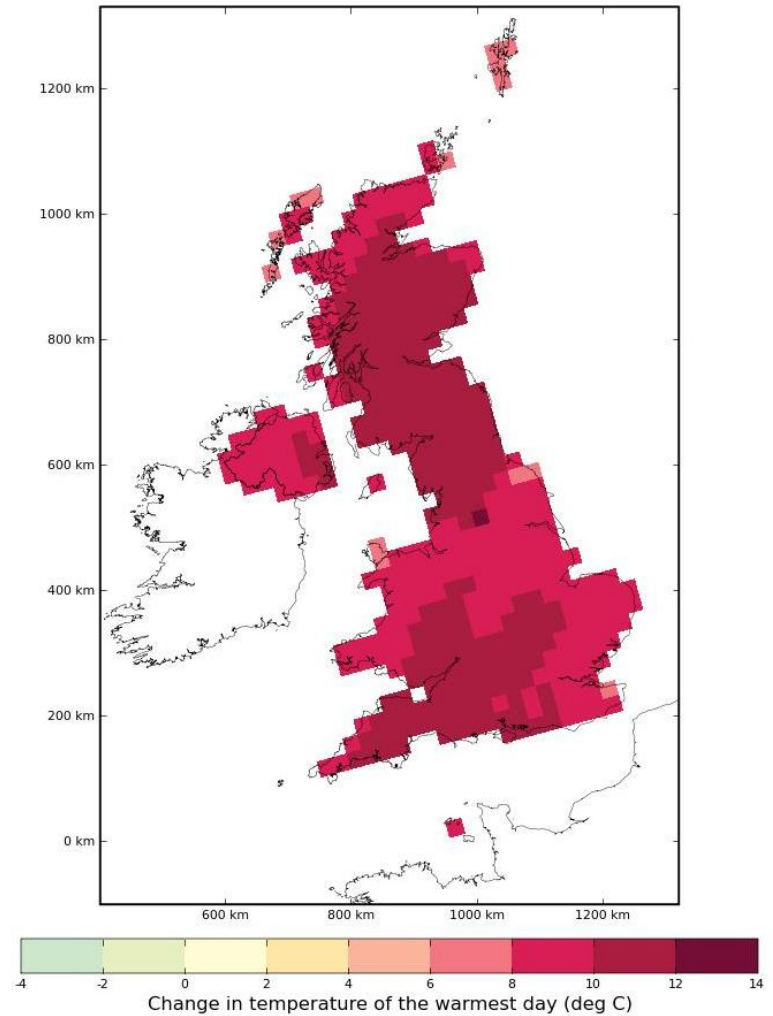 1200 km
1000 km
800 km
600 km
400 km
200 km
0 km
600 km 800 km 1000 km 1200 km
-4 -2 0 2 4 6 8 10 12 14
Change in temperature of the warmest day (deg C)